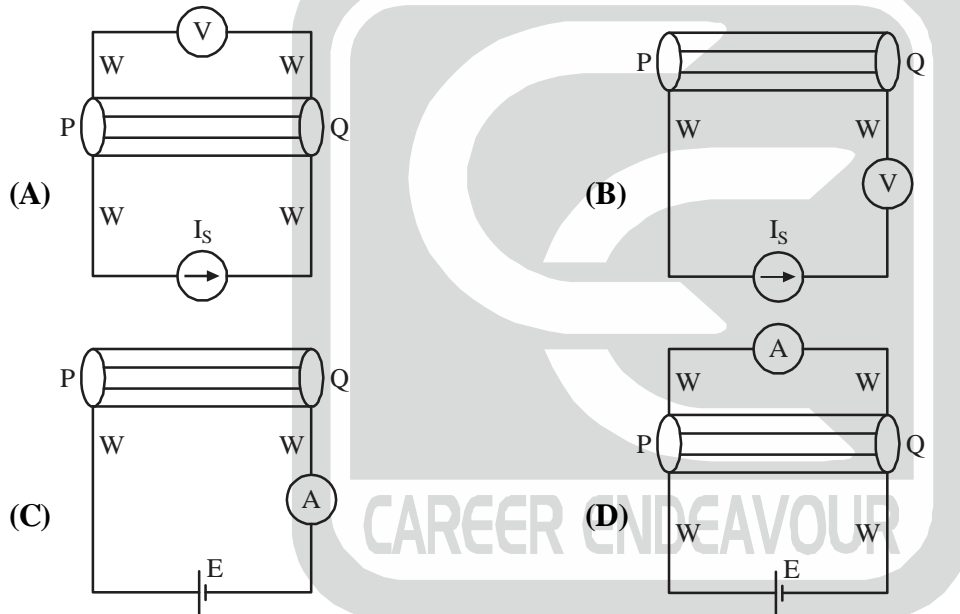 V
W W
P Q
(A)
W W
I_S
P Q
W W
(B)
V
I_S
P Q
W W
(C)
A
E
A
W W
P Q
(D)
W W
E
CAREER ENDEAVOUR